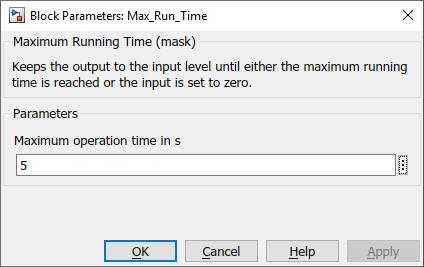 Block Parameters: Max_Run_Time
Maximum Running Time (mask)
Keeps the output to the input level until either the maximum running
time is reached or the input is set to zero.
Parameters
Maximum operation time in s
5
OK Cancel Help Apply